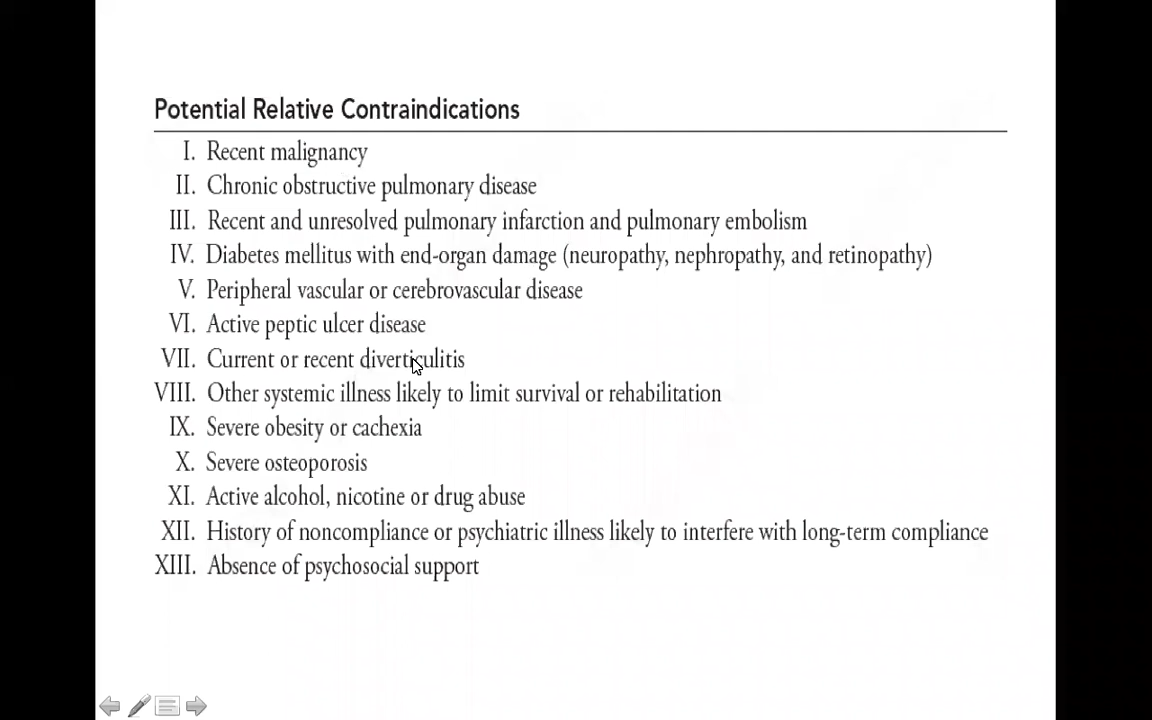 Potential Relative Contraindications
I. Recent malignancy
II. Chronic obstructive pulmonary disease
III. Recent and unresolved pulmonary infarction and pulmonary embolism
IV. Diabetes mellitus with end-organ damage (neuropathy, nephropathy, and retinopathy)
V. Peripheral vascular or cerebrovascular disease
VI. Active peptic ulcer disease
VII. Current or recent diverticulitis
VIII. Other systemic illness likely to limit survival or rehabilitation
IX. Severe obesity or cachexia
X. Severe osteoporosis
XI. Active alcohol, nicotine or drug abuse
XII. History of noncompliance or psychiatric illness likely to interfere with long-term compliance
XIII. Absence of psychosocial support